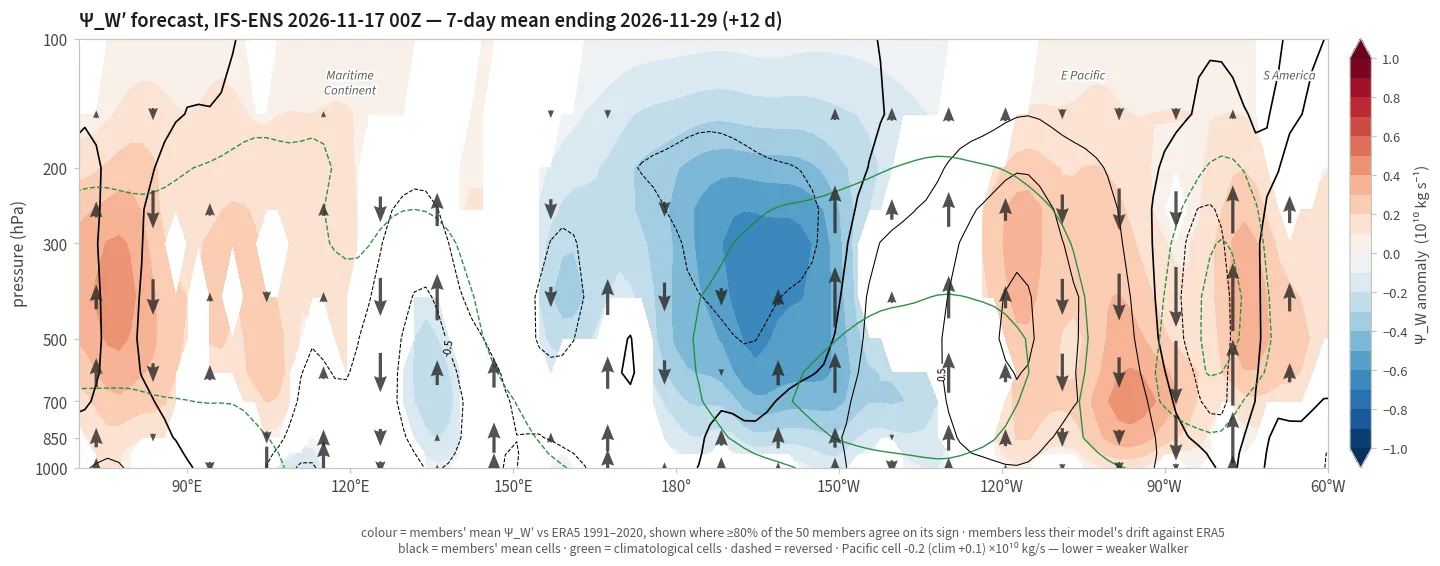 Ψ_W′ forecast, IFS-ENS 2026-11-17 00Z — 7-day mean ending 2026-11-29 (+12 d)
100
200
300
400
500
700
850
1000
pressure (hPa)
Maritime
Continent
E Pacific
S America
-0.5
0.5
90°E
120°E
150°E
180°
150°W
120°W
90°W
60°W
1.0
0.8
0.6
0.4
0.2
0.0
−0.2
−0.4
−0.6
−0.8
−1.0
Ψ_W anomaly (10¹⁰ kg s⁻¹)
colour = members' mean Ψ_W′ vs ERA5 1991–2020, shown where ≥80% of the 50 members agree on its sign · members less their model's drift against ERA5
black = members' mean cells · green = climatological cells · dashed = reversed · Pacific cell -0.2 (clim +0.1) ×10¹⁰ kg/s — lower = weaker Walker